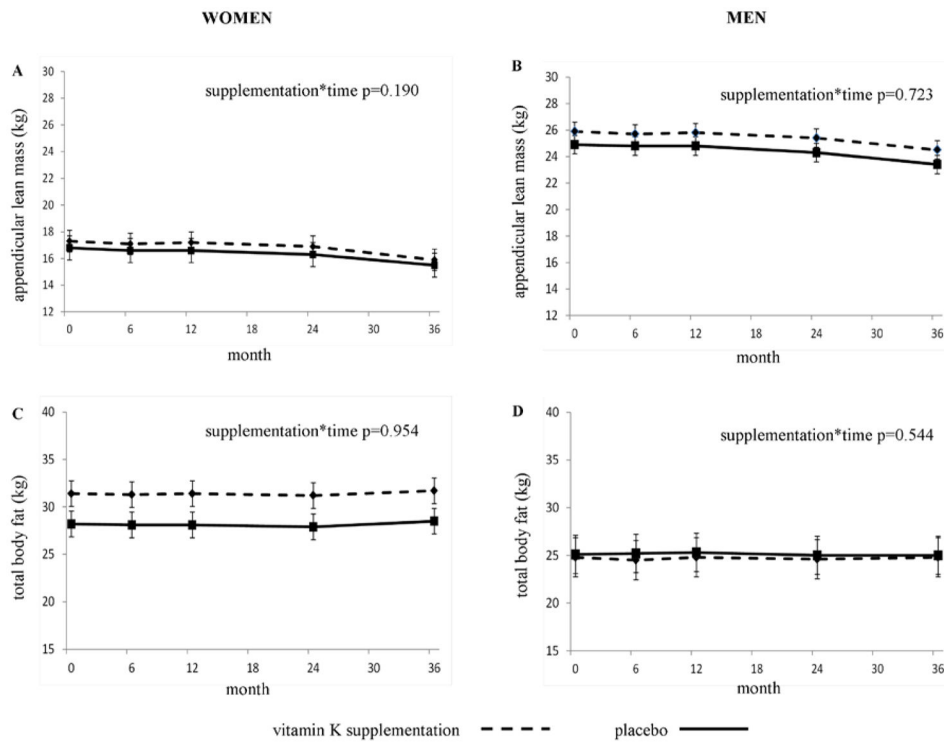 WOMEN
MEN
A
supplementation*time p=0.190
appendicular lean mass (kg)
30
28
26
24
22
20
18
16
14
12
0 6 12 18 24 30 36
month
B
supplementation*time p=0.723
appendicular lean mass (kg)
30
28
26
24
22
20
18
16
14
12
0 6 12 18 24 30 36
month
C
supplementation*time p=0.954
total body fat (kg)
40
35
30
25
20
15
0 6 12 18 24 30 36
month
D
supplementation*time p=0.544
total body fat (kg)
40
35
30
25
20
15
0 6 12 18 24 30 36
month
vitamin K supplementation
placebo